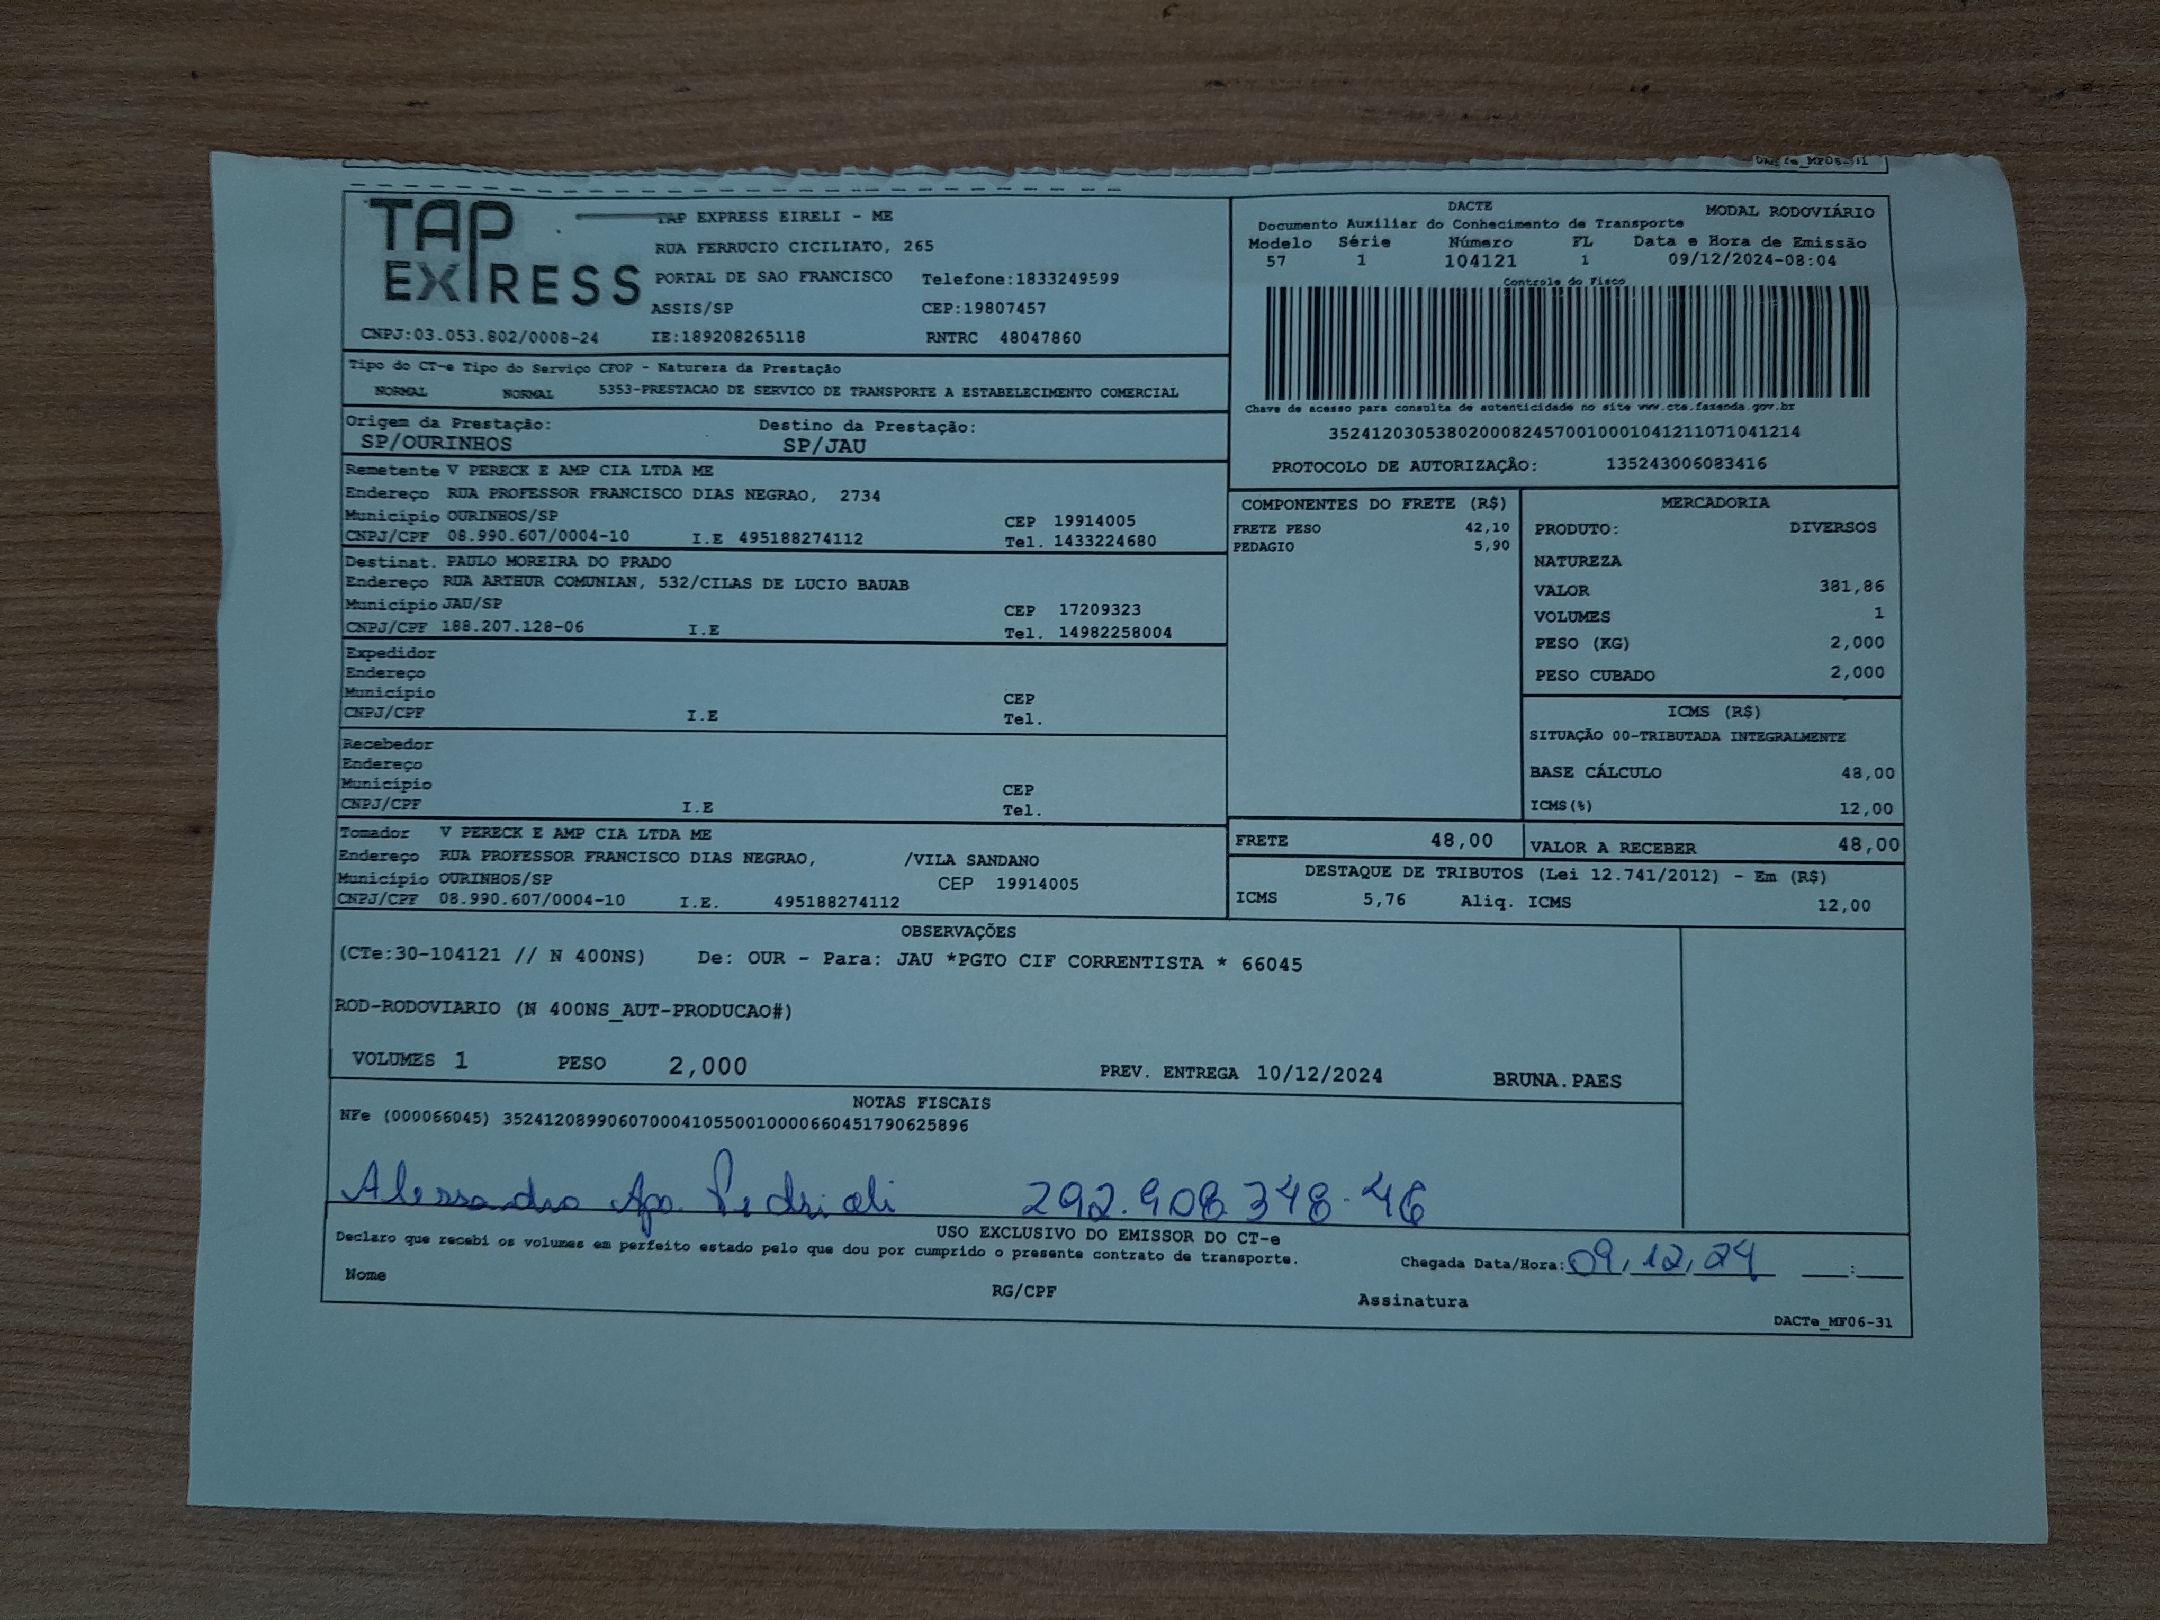 DACTe_MF06-31
TAP EXPRESS
TAP EXPRESS EIRELI - ME
RUA FERRUCIO CICILIATO, 265
PORTAL DE SAO FRANCISCO Telefone:1833249599
ASSIS/SP CEP:19807457
CNPJ:03.053.802/0008-24 IE:189208265118 RNTRC 48047860
DACTE MODAL RODOVIÁRIO
Documento Auxiliar do Conhecimento de Transporte
Modelo Série Número FL Data e Hora de Emissão
57 1 104121 1 09/12/2024-08:04
Controle do Fisco
Chave de acesso para consulta de autenticidade no site www.cte.fazenda.gov.br
35241203053802000824570010001041211071041214
PROTOCOLO DE AUTORIZAÇÃO: 135243006083416
Tipo do CT-e Tipo do Serviço CFOP - Natureza da Prestação
NORMAL NORMAL 5353-PRESTACAO DE SERVICO DE TRANSPORTE A ESTABELECIMENTO COMERCIAL
Origem da Prestação: Destino da Prestação:
SP/OURINHOS SP/JAU
Remetente V PERECK E AMP CIA LTDA ME
Endereço RUA PROFESSOR FRANCISCO DIAS NEGRAO, 2734
Município OURINHOS/SP CEP 19914005
CNPJ/CPF 08.990.607/0004-10 I.E 495188274112 Tel. 1433224680
Destinat. PAULO MOREIRA DO PRADO
Endereço RUA ARTHUR COMUNIAN, 532/CILAS DE LUCIO BAUAB
Município JAU/SP CEP 17209323
CNPJ/CPF 188.207.128-06 I.E Tel. 14982258004
Expedidor
Endereço
Município CEP
CNPJ/CPF I.E Tel.
Recebedor
Endereço
Município CEP
CNPJ/CPF I.E Tel.
Tomador V PERECK E AMP CIA LTDA ME
Endereço RUA PROFESSOR FRANCISCO DIAS NEGRAO, /VILA SANDANO
Município OURINHOS/SP CEP 19914005
CNPJ/CPF 08.990.607/0004-10 I.E. 495188274112
COMPONENTES DO FRETE (R$)
FRETE PESO 42,10
PEDAGIO 5,90
MERCADORIA
PRODUTO: DIVERSOS
NATUREZA
VALOR 381,86
VOLUMES 1
PESO (KG) 2,000
PESO CUBADO 2,000
ICMS (R$)
SITUAÇÃO 00-TRIBUTADA INTEGRALMENTE
BASE CÁLCULO 48,00
ICMS(%) 12,00
FRETE 48,00 VALOR A RECEBER 48,00
DESTAQUE DE TRIBUTOS (Lei 12.741/2012) - Em (R$)
ICMS 5,76 Aliq. ICMS 12,00
OBSERVAÇÕES
(CTe:30-104121 // N 400NS) De: OUR - Para: JAU *PGTO CIF CORRENTISTA * 66045
ROD-RODOVIARIO (N 400NS_AUT-PRODUCAO#)
VOLUMES 1 PESO 2,000 PREV. ENTREGA 10/12/2024 BRUNA.PAES
NOTAS FISCAIS
NFe (000066045) 35241208990607000410550010000660451790625896
Alessandro Apo. Pedrioli 292.908.348-46
USO EXCLUSIVO DO EMISSOR DO CT-e
Declaro que recebi os volumes em perfeito estado pelo que dou por cumprido o presente contrato de transporte. Chegada Data/Hora: 09,12,24 :
Nome RG/CPF Assinatura
DACTe_MF06-31